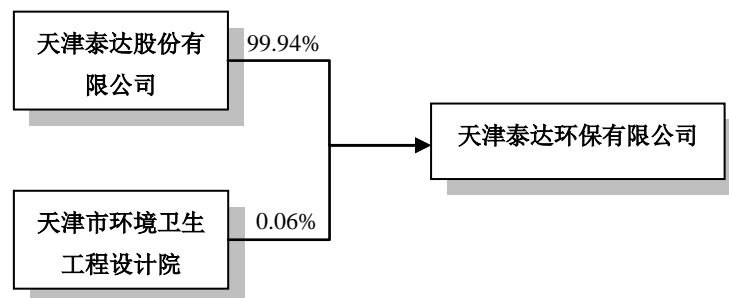 天津泰达股份有
限公司
99.94%
天津泰达环保有限公司
天津市环境卫生
工程设计院
0.06%